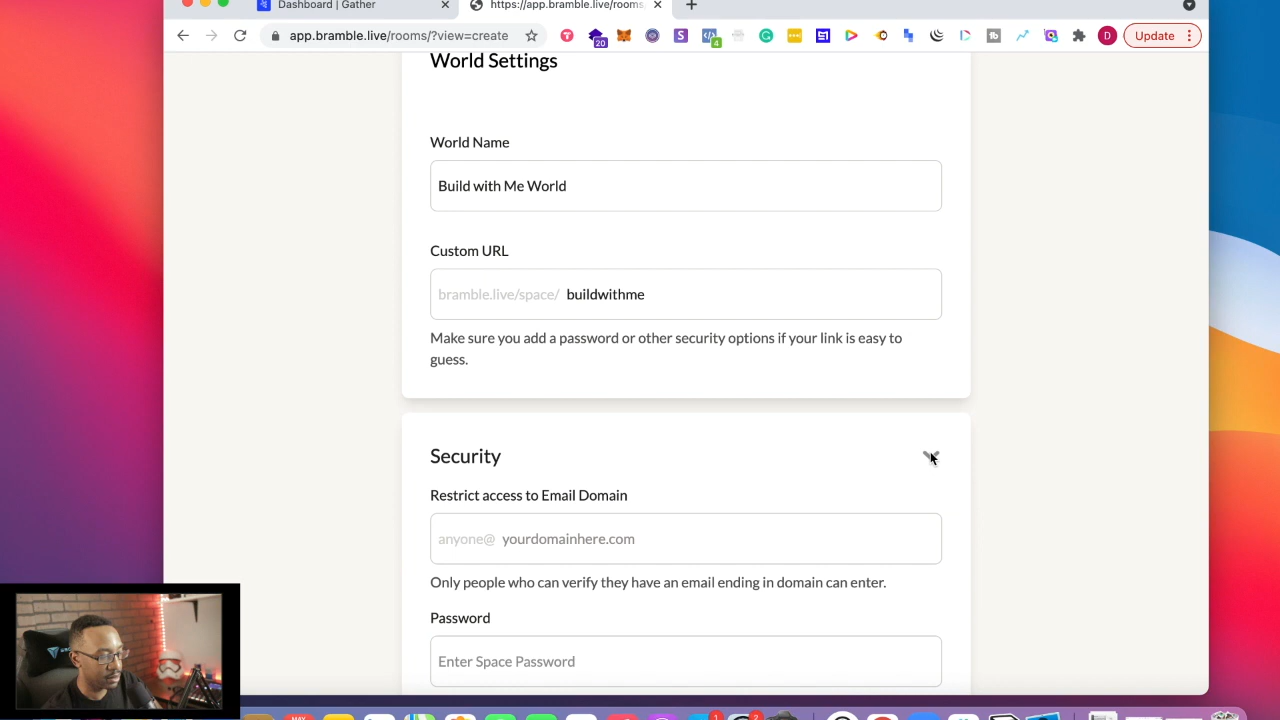 Dashboard | Gather
https://app.bramble.live/rooms
app.bramble.live/rooms/?view=create
20
4
D
Update
World Settings
World Name
Build with Me World
Custom URL
bramble.live/space/ buildwithme
Make sure you add a password or other security options if your link is easy to
guess.
Security
Restrict access to Email Domain
anyone@ yourdomainhere.com
Only people who can verify they have an email ending in domain can enter.
Password
Enter Space Password